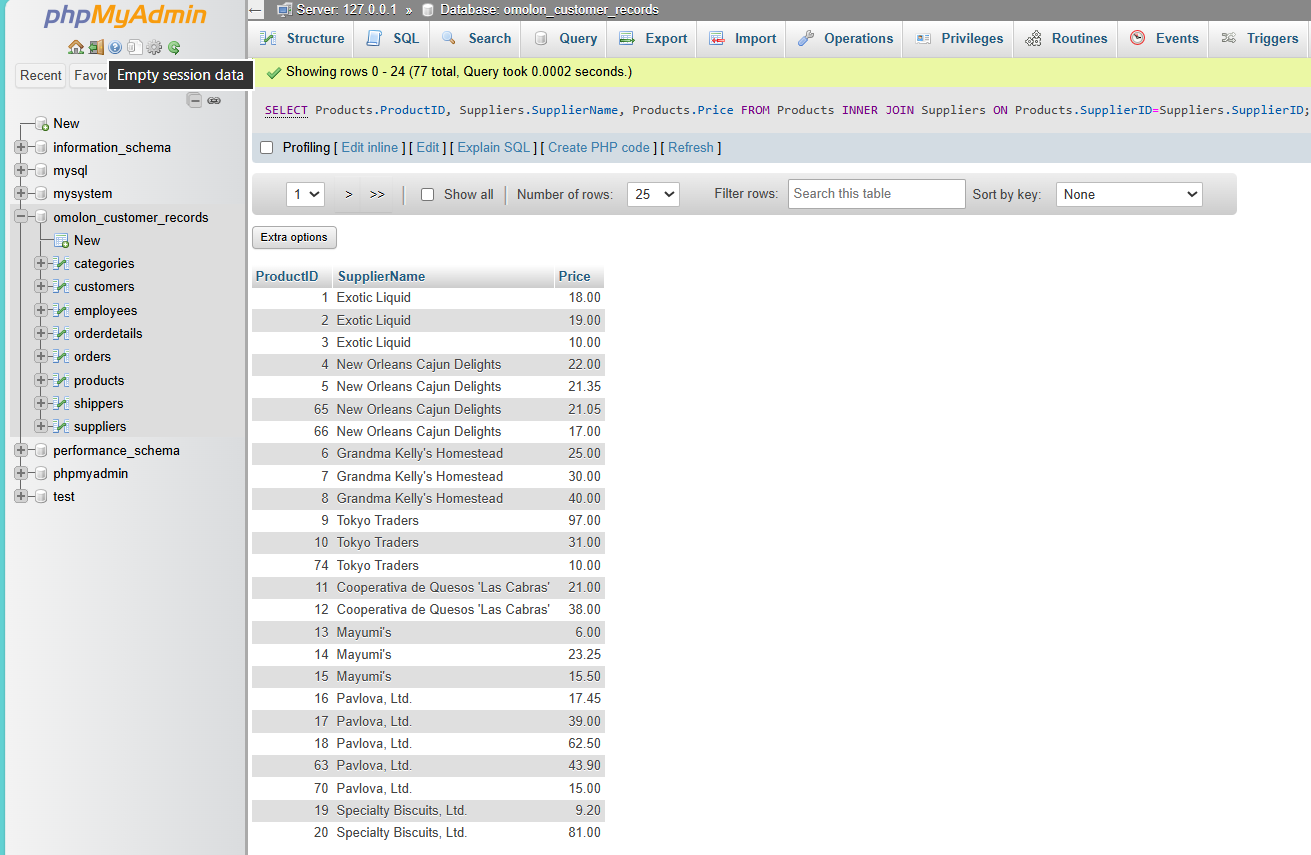 phpMyAdmin
Recent Favor
Empty session data
New
information_schema
mysql
mysystem
omolon_customer_records
New
categories
customers
employees
orderdetails
orders
products
shippers
suppliers
performance_schema
phpmyadmin
test
Server: 127.0.0.1 » Database: omolon_customer_records
Structure SQL Search Query Export Import Operations Privileges Routines Events Triggers
Showing rows 0 - 24 (77 total, Query took 0.0002 seconds.)
SELECT Products.ProductID, Suppliers.SupplierName, Products.Price FROM Products INNER JOIN Suppliers ON Products.SupplierID=Suppliers.SupplierID;
Profiling [ Edit inline ] [ Edit ] [ Explain SQL ] [ Create PHP code ] [ Refresh ]
1 > >> | Show all | Number of rows: 25 Filter rows: Search this table Sort by key: None
Extra options
ProductID SupplierName Price
1 Exotic Liquid 18.00
2 Exotic Liquid 19.00
3 Exotic Liquid 10.00
4 New Orleans Cajun Delights 22.00
5 New Orleans Cajun Delights 21.35
65 New Orleans Cajun Delights 21.05
66 New Orleans Cajun Delights 17.00
6 Grandma Kelly's Homestead 25.00
7 Grandma Kelly's Homestead 30.00
8 Grandma Kelly's Homestead 40.00
9 Tokyo Traders 97.00
10 Tokyo Traders 31.00
74 Tokyo Traders 10.00
11 Cooperativa de Quesos 'Las Cabras' 21.00
12 Cooperativa de Quesos 'Las Cabras' 38.00
13 Mayumi's 6.00
14 Mayumi's 23.25
15 Mayumi's 15.50
16 Pavlova, Ltd. 17.45
17 Pavlova, Ltd. 39.00
18 Pavlova, Ltd. 62.50
63 Pavlova, Ltd. 43.90
70 Pavlova, Ltd. 15.00
19 Specialty Biscuits, Ltd. 9.20
20 Specialty Biscuits, Ltd. 81.00